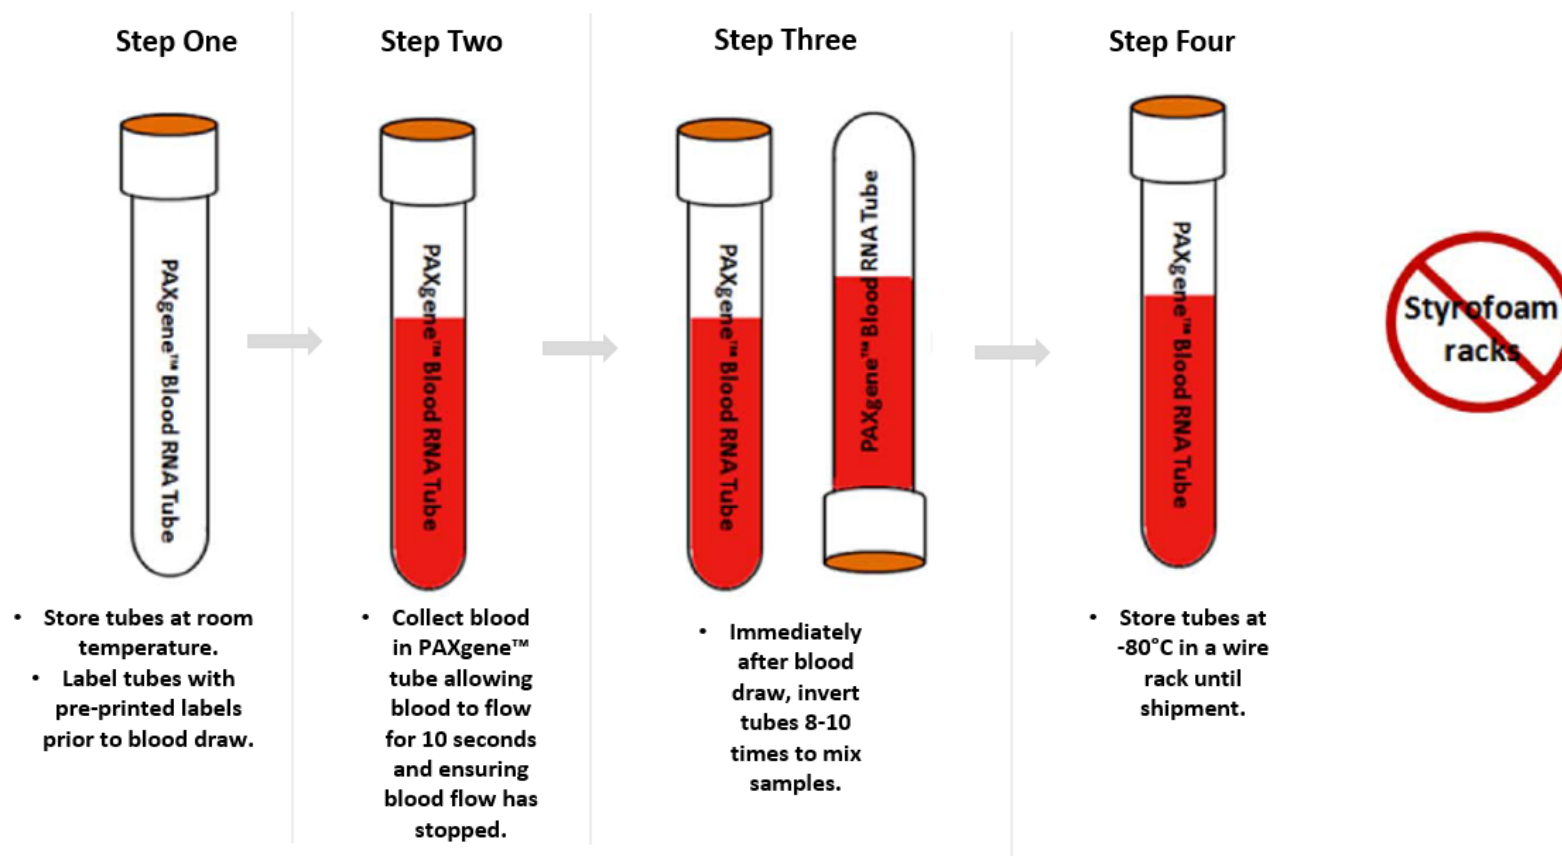 Step One
PAXgene™ Blood RNA Tube
• Store tubes at room
temperature.
• Label tubes with
pre-printed labels
prior to blood draw.
Step Two
PAXgene™ Blood RNA Tube
• Collect blood
in PAXgene™
tube allowing
blood to flow
for 10 seconds
and ensuring
blood flow has
stopped.
Step Three
PAXgene™ Blood RNA Tube
PAXgene™ Blood RNA Tube
• Immediately
after blood
draw, invert
tubes 8-10
times to mix
samples.
Step Four
PAXgene™ Blood RNA Tube
• Store tubes at
-80°C in a wire
rack until
shipment.
Styrofoam
racks